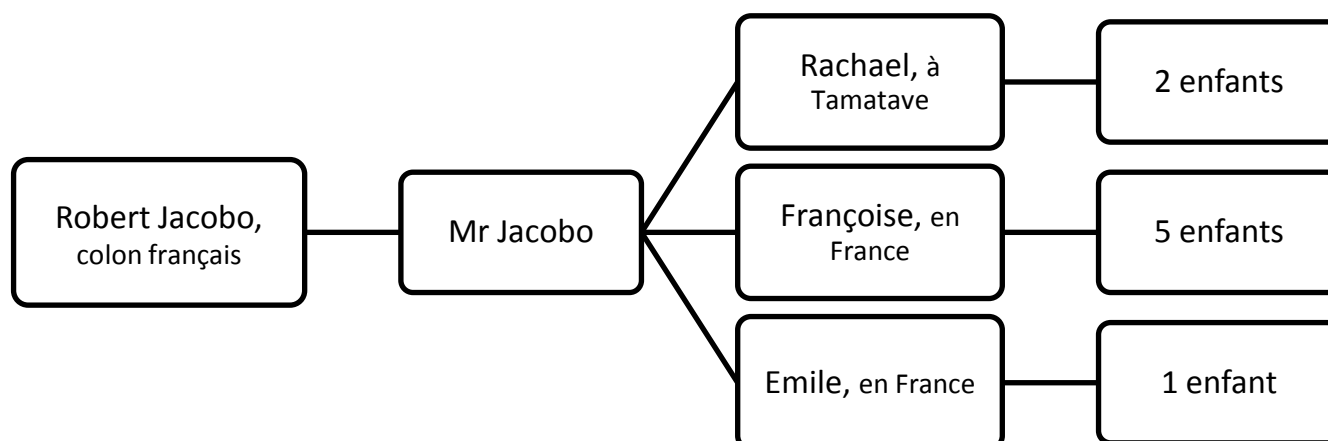 Robert Jacobo,
colon français
Mr Jacobo
Rachael, à
Tamatave
2 enfants
Françoise, en
France
5 enfants
Emile, en France
1 enfant